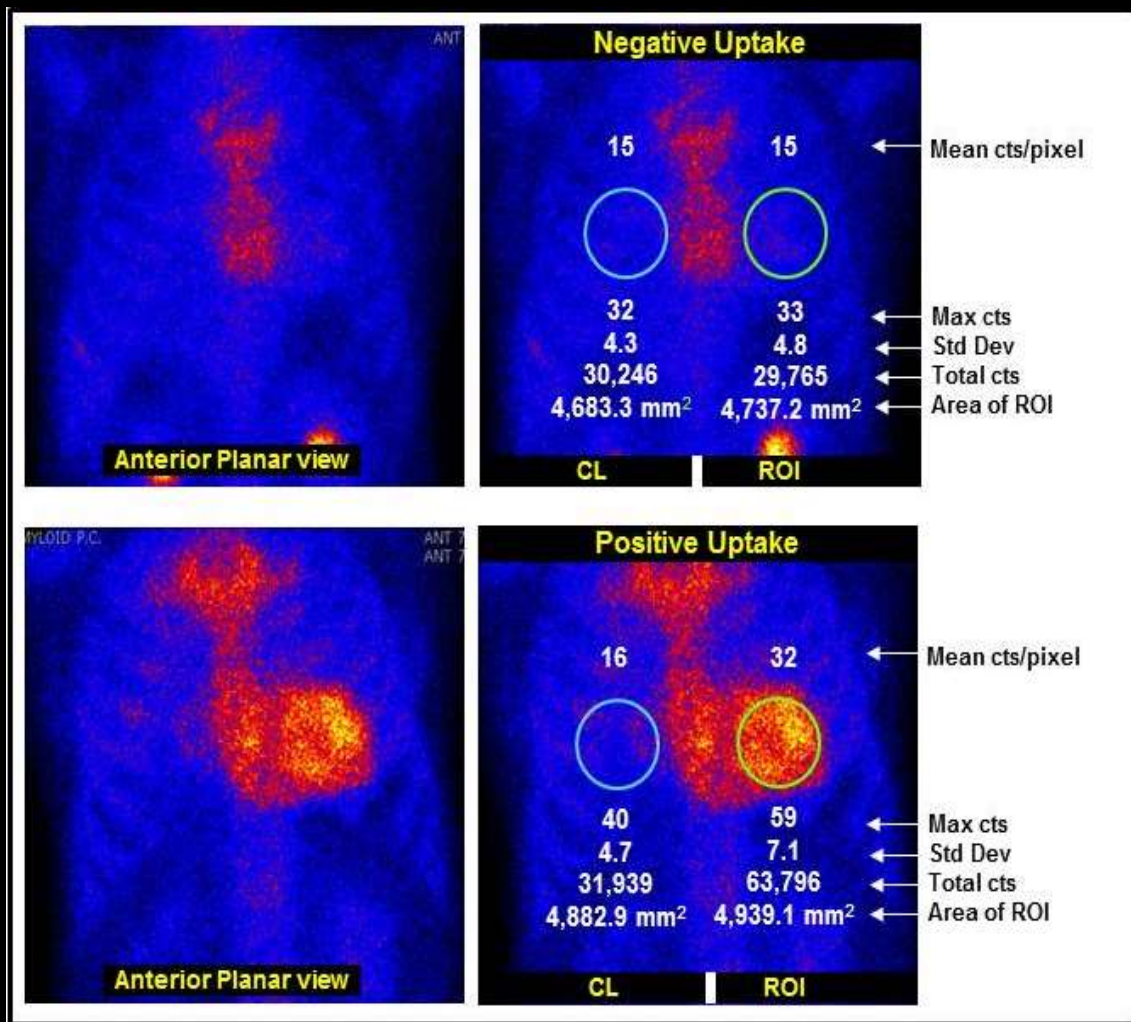 ANT
Negative Uptake
15 15
Mean cts/pixel
32 33
Max cts
4.3 4.8
Std Dev
30,246 29,765
Total cts
4,683.3 mm² 4,737.2 mm²
Area of ROI
Anterior Planar view
CL ROI
MYLOID P.C.
ANT 7
ANT 7
Positive Uptake
16 32
Mean cts/pixel
40 59
Max cts
4.7 7.1
Std Dev
31,939 63,796
Total cts
4,882.9 mm² 4,939.1 mm²
Area of ROI
Anterior Planar view
CL ROI